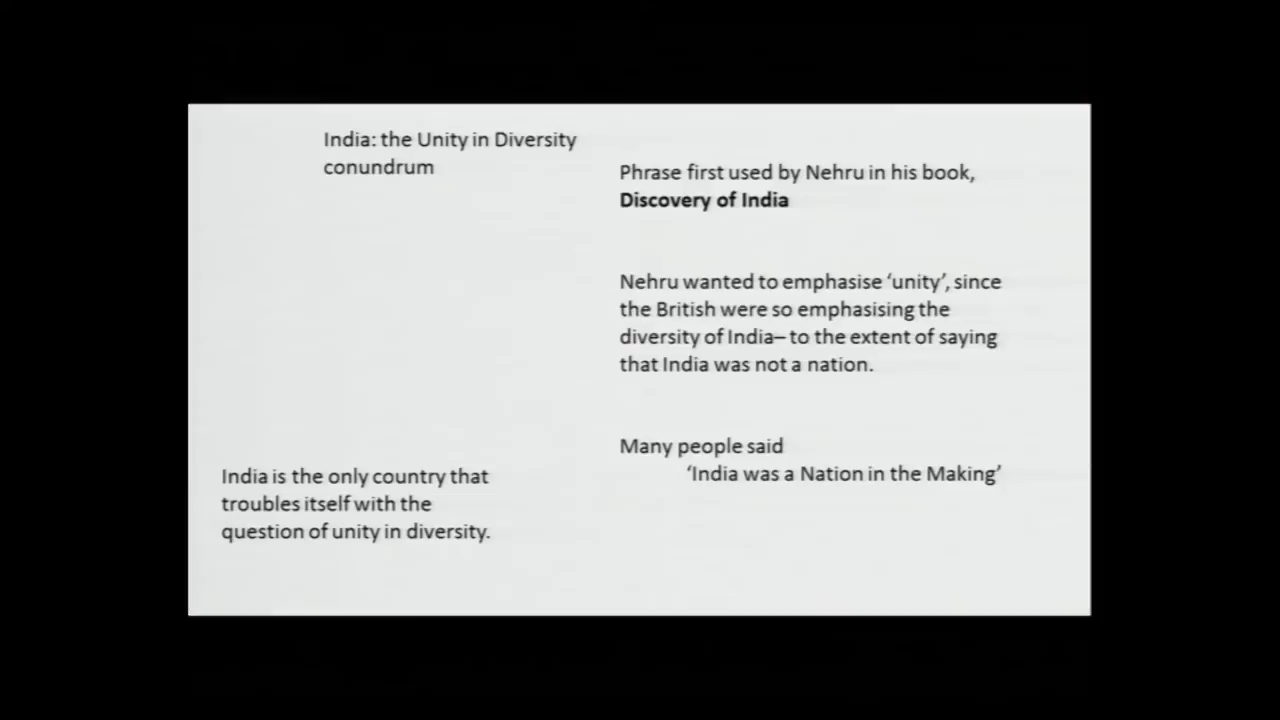 India: the Unity in Diversity
conundrum
Phrase first used by Nehru in his book,
Discovery of India
Nehru wanted to emphasise ‘unity’, since
the British were so emphasising the
diversity of India– to the extent of saying
that India was not a nation.
Many people said
‘India was a Nation in the Making’
India is the only country that
troubles itself with the
question of unity in diversity.